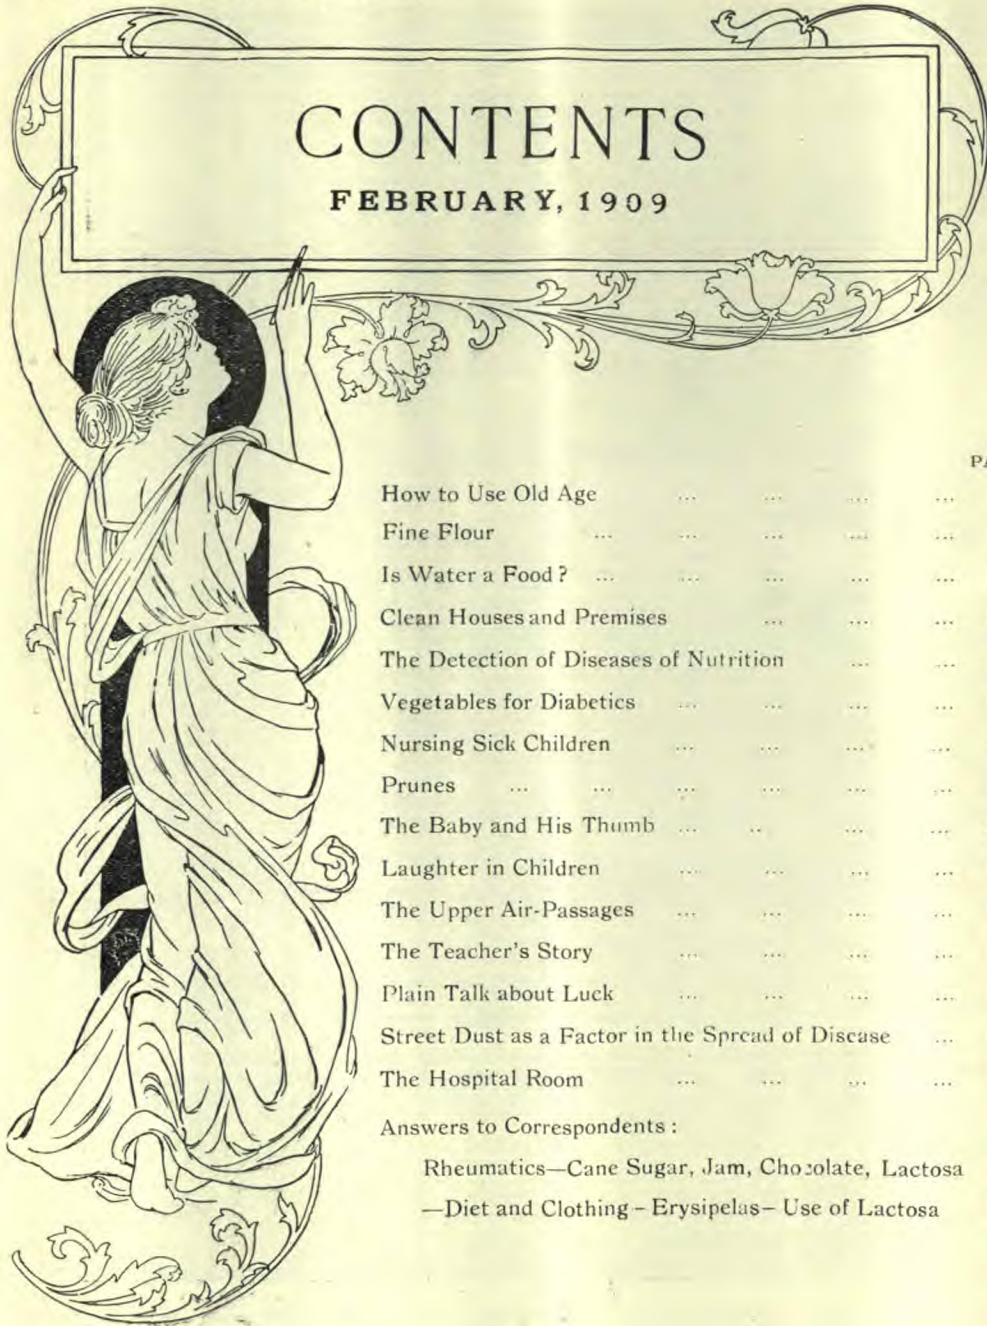 CONTENTS
FEBRUARY, 1909
How to Use Old Age ... ... ... ...
Fine Flour ... ... ... ... ...
Is Water a Food ? ... ... ... ... ...
Clean Houses and Premises ... ... ...
The Detection of Diseases of Nutrition ... ...
Vegetables for Diabetics ... ... ... ...
Nursing Sick Children ... ... ... ...
Prunes ... ... ... ... ... ...
The Baby and His Thumb ... .. ... ...
Laughter in Children ... ... ... ...
The Upper Air-Passages ... ... ... ...
The Teacher's Story ... ... ... ...
Plain Talk about Luck ... ... ... ...
Street Dust as a Factor in the Spread of Disease ...
The Hospital Room ... ... ... ...
Answers to Correspondents :
Rheumatics—Cane Sugar, Jam, Chocolate, Lactosa
—Diet and Clothing – Erysipelas– Use of Lactosa